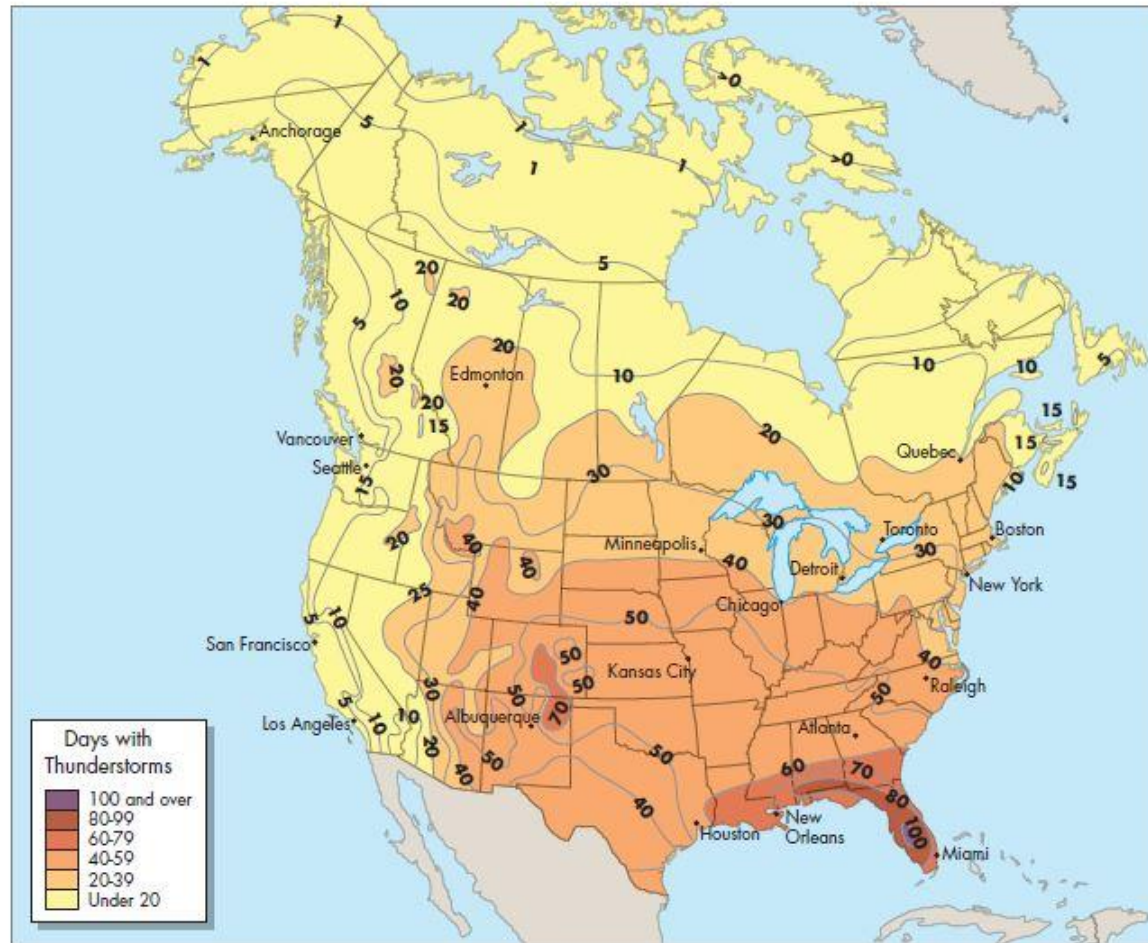 1
1
Anchorage
5
1
1
1
>0
>0
5
20
20
10
5
20
Edmonton
20
20
15
10
20
10
10
5
15
15
15
10
Vancouver
Seattle
15
Quebec
30
20
40
40
Minneapolis
30
40
Toronto
Boston
30
Detroit
New York
25
40
Chicago
5
10
50
San Francisco
50
50
Kansas City
40
Raleigh
50
30
50
70
Los Angeles
5
10
10
20
40
Albuquerque
50
50
40
Atlanta
60
70
80
100
Houston
New
Orleans
Miami
Days with
Thunderstorms
100 and over
80-99
60-79
40-59
20-39
Under 20